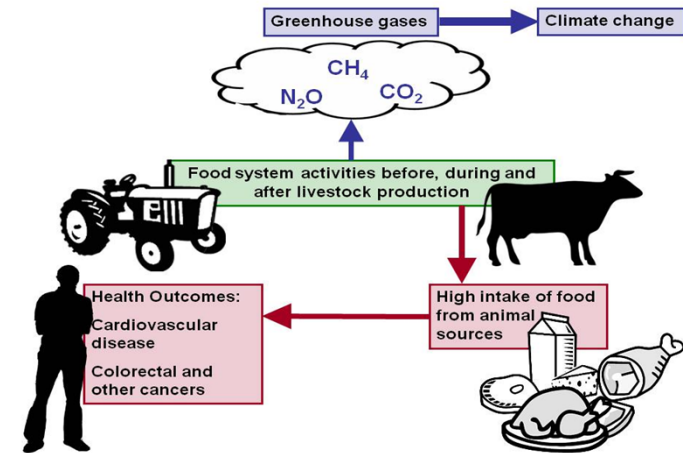 Greenhouse gases
Climate change
CH₄
N₂O
CO₂
Food system activities before, during and
after livestock production
Health Outcomes:
Cardiovascular
disease
Colorectal and
other cancers
High intake of food
from animal
sources